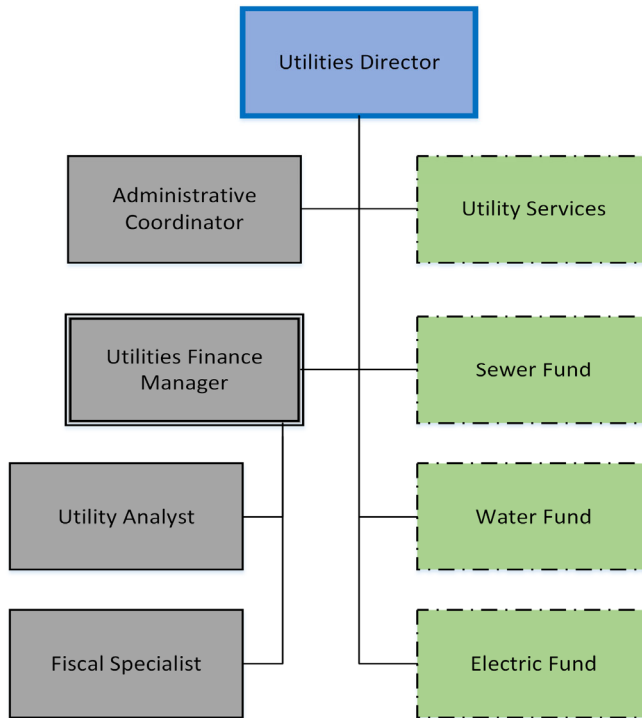 Utilities Director
Administrative
Coordinator
Utility Services
Utilities Finance
Manager
Sewer Fund
Utility Analyst
Water Fund
Fiscal Specialist
Electric Fund